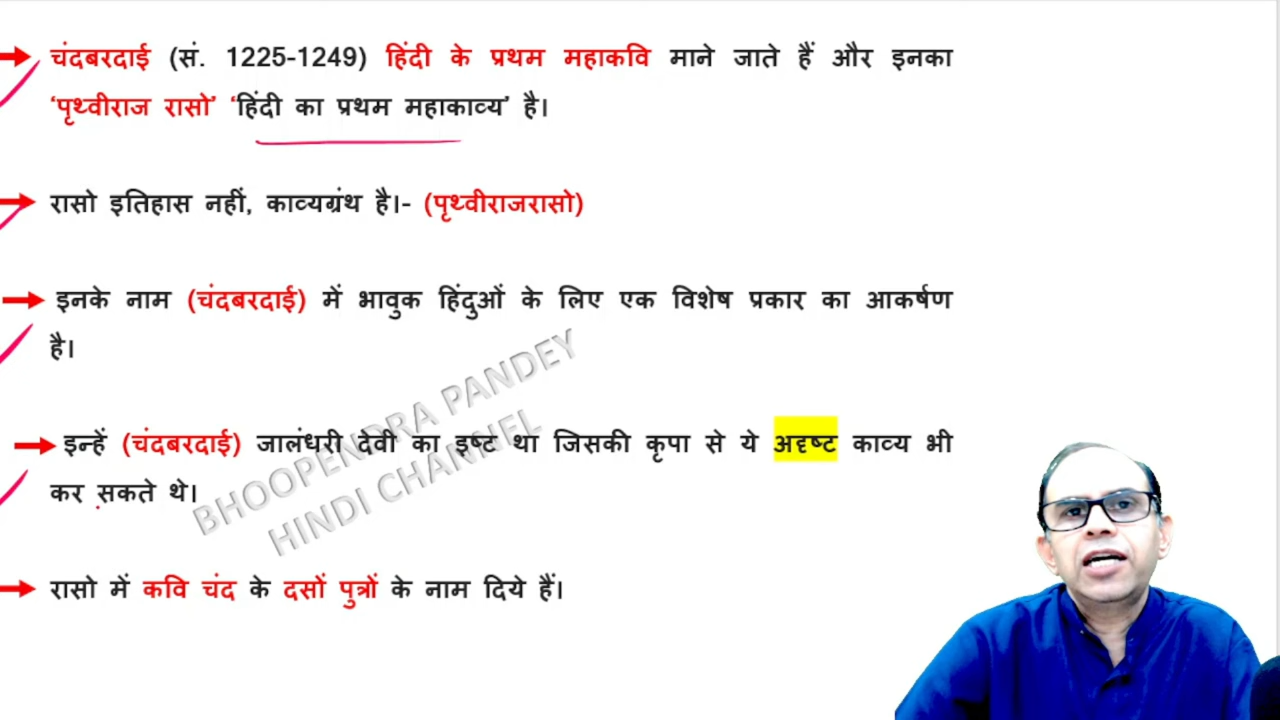 चंदबरदाई (सं. 1225-1249) हिंदी के प्रथम महाकवि माने जाते हैं और इनका
‘पृथ्वीराज रासो’ ‘हिंदी का प्रथम महाकाव्य’ है।
रासो इतिहास नहीं, काव्यग्रंथ है।- (पृथ्वीराजरासो)
इनके नाम (चंदबरदाई) में भावुक हिंदुओं के लिए एक विशेष प्रकार का आकर्षण
है।
इन्हें (चंदबरदाई) जालंधरी देवी का इष्ट था जिसकी कृपा से ये अदृष्ट काव्य भी
कर सकते थे।
रासो में कवि चंद के दसों पुत्रों के नाम दिये हैं।
BHOOPENDRA PANDEY
HINDI CHANNEL